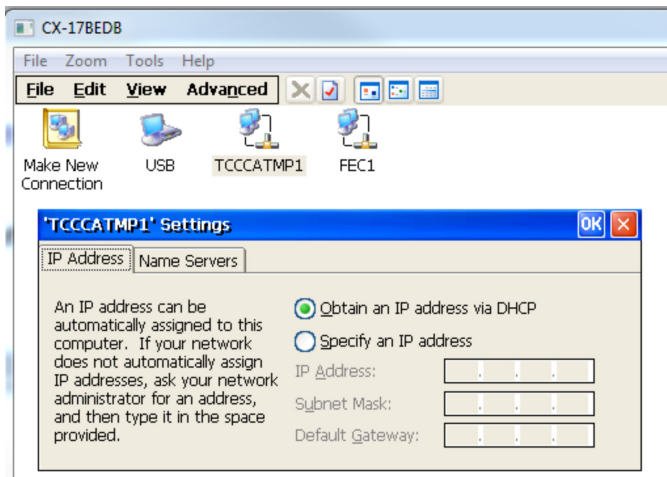 CX-17BEDB
File Zoom Tools Help
File Edit View Advanced
Make New Connection
USB
TCCCATMP1
FEC1
'TCCCATMP1' Settings
OK
IP Address
Name Servers
An IP address can be
automatically assigned to this
computer. If your network
does not automatically assign
IP addresses, ask your network
administrator for an address,
and then type it in the space
provided.
Obtain an IP address via DHCP
Specify an IP address
IP Address:
Subnet Mask:
Default Gateway: